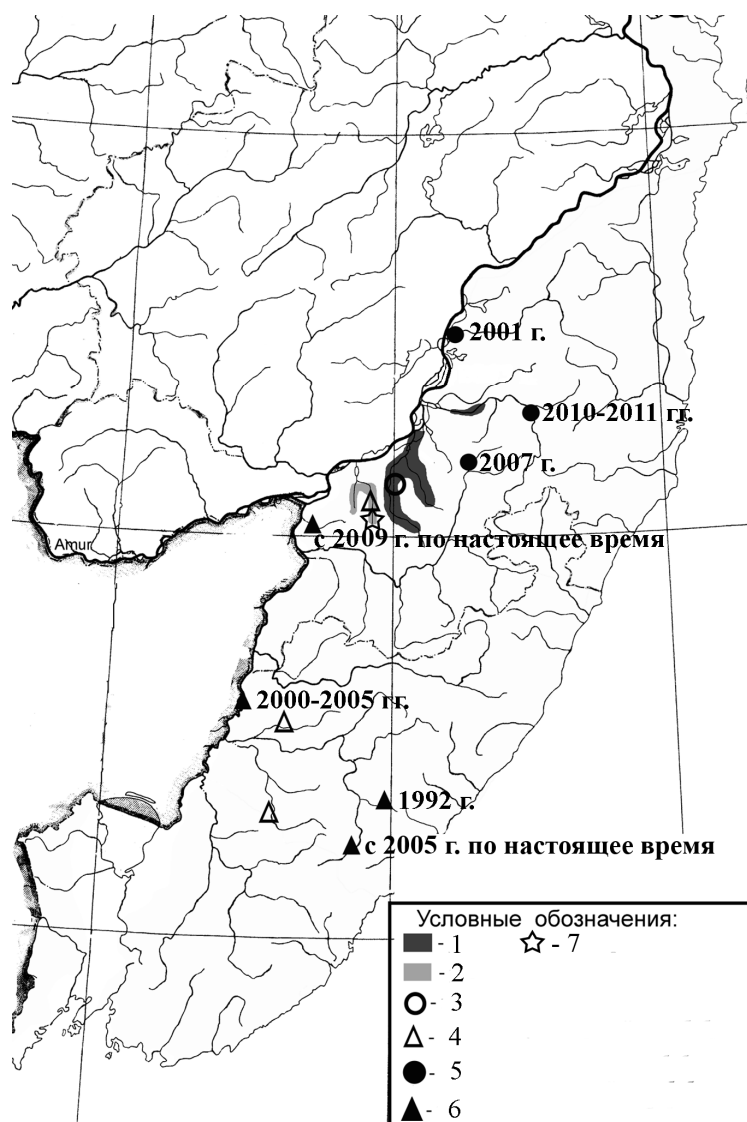 2001 г.
2010-2011 гг.
2007 г.
с 2009 г. по настоящее время
Amur
2000-2005 гг.
1992 г.
с 2005 г. по настоящее время
Условные обозначения:
- 1 - 7
- 2
- 3
- 4
- 5
- 6